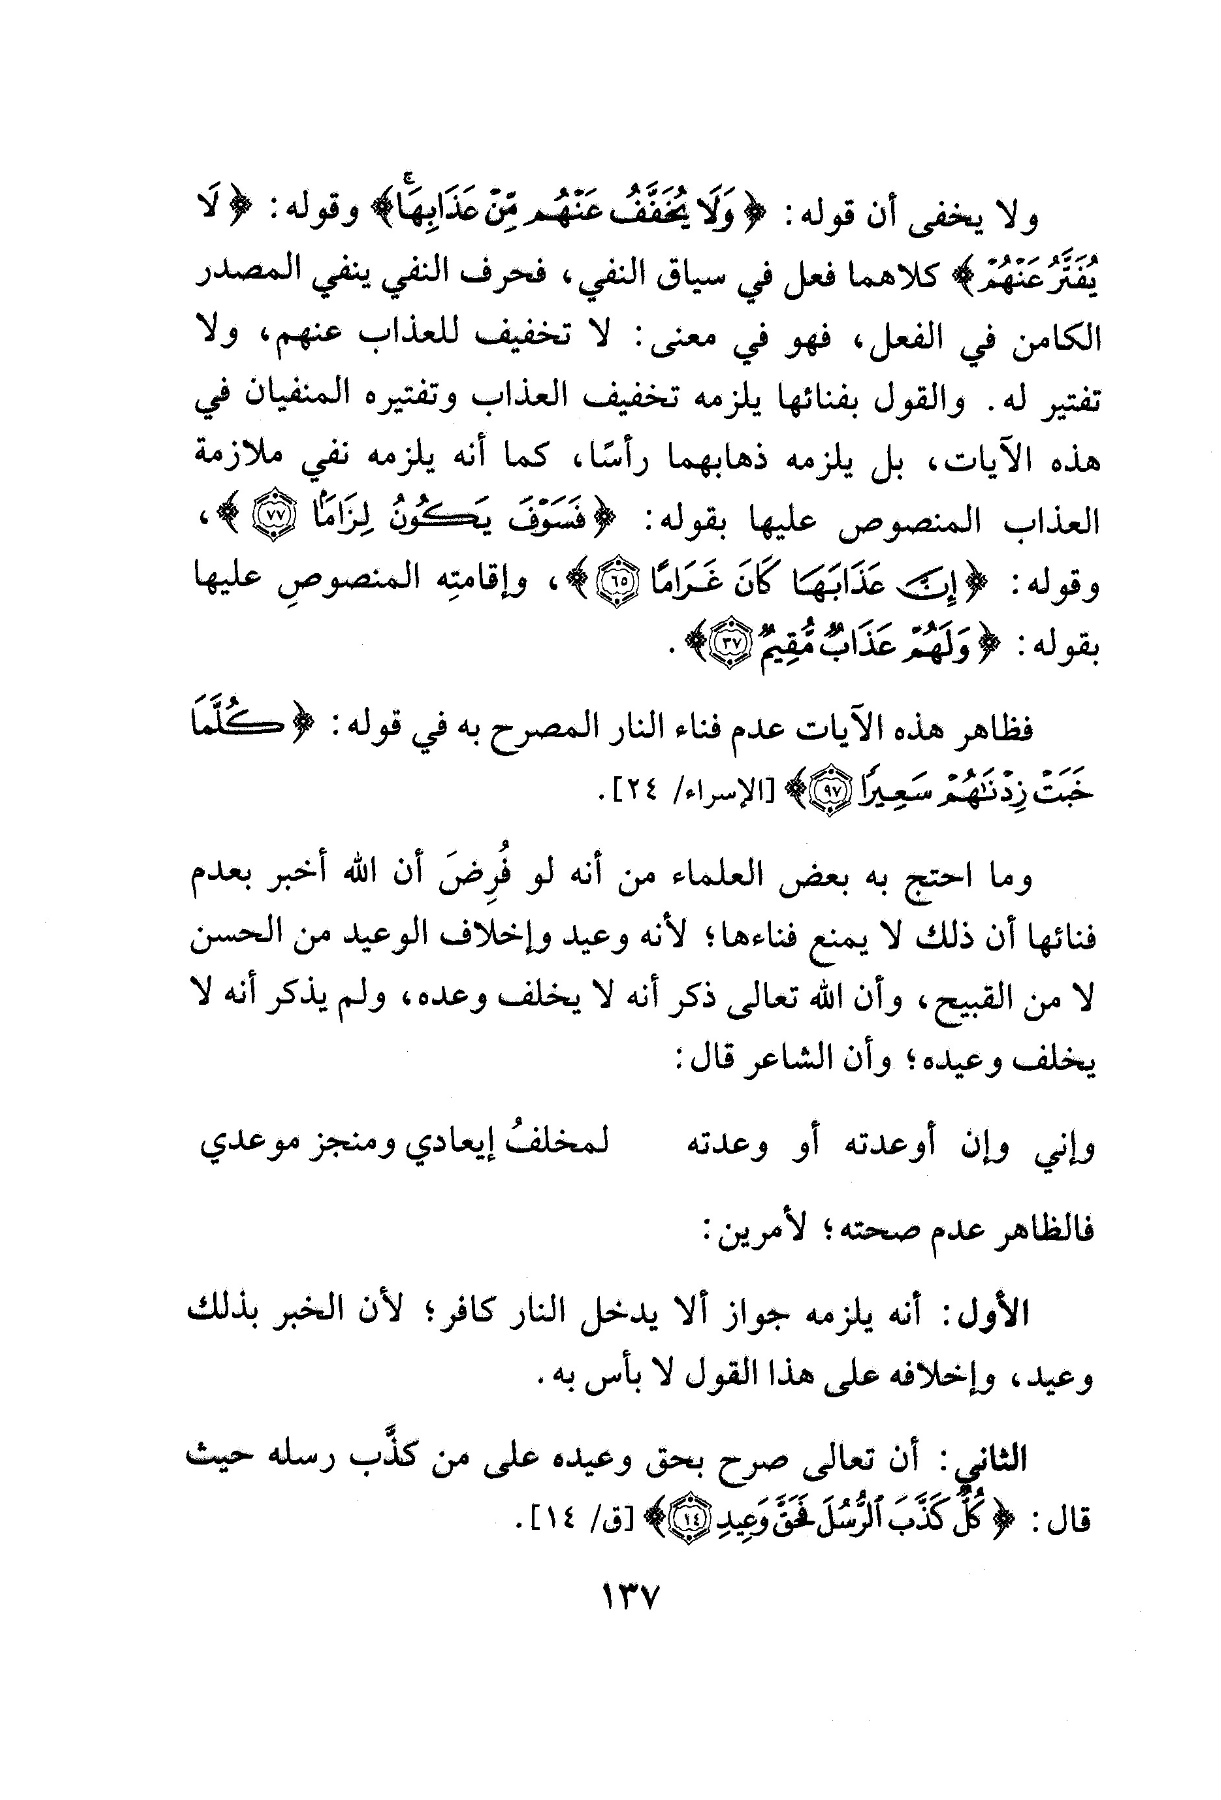 ولا يخفى أن قوله: ﴿وَلَا يُخَفَّفُ عَنْهُم مِّنْ عَذَابِهَاۚ﴾ وقوله: ﴿لَا
يُفَتَّرُ عَنْهُمْ﴾ كلاهما فعل في سياق النفي، فحرف النفي ينفي المصدر
الكامن في الفعل، فهو في معنى: لا تخفيف للعذاب عنهم، ولا
تفتير له. والقول بفنائها يلزمه تخفيف العذاب وتفتيره المنفيان في
هذه الآيات، بل يلزمه ذهابهما رأسًا، كما أنه يلزمه نفي ملازمة
العذاب المنصوص عليها بقوله: ﴿فَسَوْفَ يَكُونُ لِزَامًا ٧٧﴾،
وقوله: ﴿إِنَّ عَذَابَهَا كَانَ غَرَامًا ٦٥﴾، وإقامتِه المنصوصِ عليها
بقوله: ﴿وَلَهُمْ عَذَابٌ مُّقِيمٌ ٣٧﴾.
فظاهر هذه الآيات عدم فناء النار المصرح به في قوله: ﴿كُلَّمَا
خَبَتْ زِدْنَاهُمْ سَعِيرًا ٩٧﴾ [الإسراء/ ٢٤].
وما احتج به بعض العلماء من أنه لو فُرِضَ أن الله أخبر بعدم
فنائها أن ذلك لا يمنع فناءها؛ لأنه وعيد وإخلاف الوعيد من الحسن
لا من القبيح، وأن الله تعالى ذكر أنه لا يخلف وعده، ولم يذكر أنه لا
يخلف وعيده؛ وأن الشاعر قال:
وإني وإن أوعدته أو وعدته لمخلفُ إيعادي ومنجز موعدي
فالظاهر عدم صحته؛ لأمرين:
الأول: أنه يلزمه جواز ألا يدخل النار كافر؛ لأن الخبر بذلك
وعيد، وإخلافه على هذا القول لا بأس به.
الثاني: أن تعالى صرح بحق وعيده على من كذَّب رسله حيث
قال: ﴿كُلٌّ كَذَّبَ ٱلرُّسُلَ فَحَقَّ وَعِيدِ ١٤﴾ [ق/ ١٤].
١٣٧